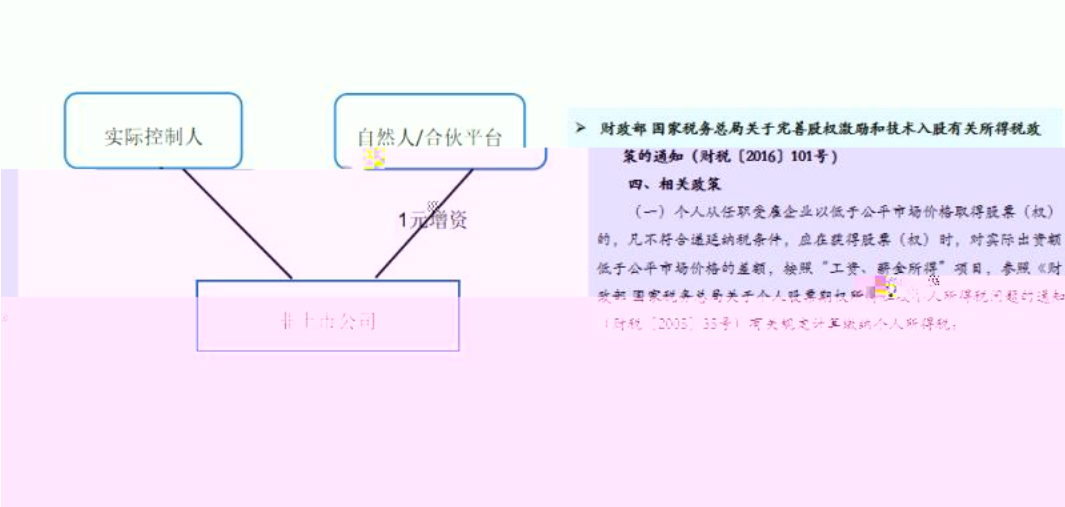 实际控制人
自然人/合伙平台
1元增资
非上市公司
➢ 财政部 国家税务总局关于完善股权激励和技术入股有关所得税政
策的通知（财税〔2016〕101号）
四、相关政策
（一）个人从任职受雇企业以低于公平市场价格取得股票（权）
的，凡不符合递延纳税条件，应在获得股票（权）时，对实际出资额
低于公平市场价格的差额，按照“工资、薪金所得”项目，参照《财
政部 国家税务总局关于个人股票期权所 人所得税问题的通知
（财税〔2005〕35号）有关规定计算缴纳个人所得税；